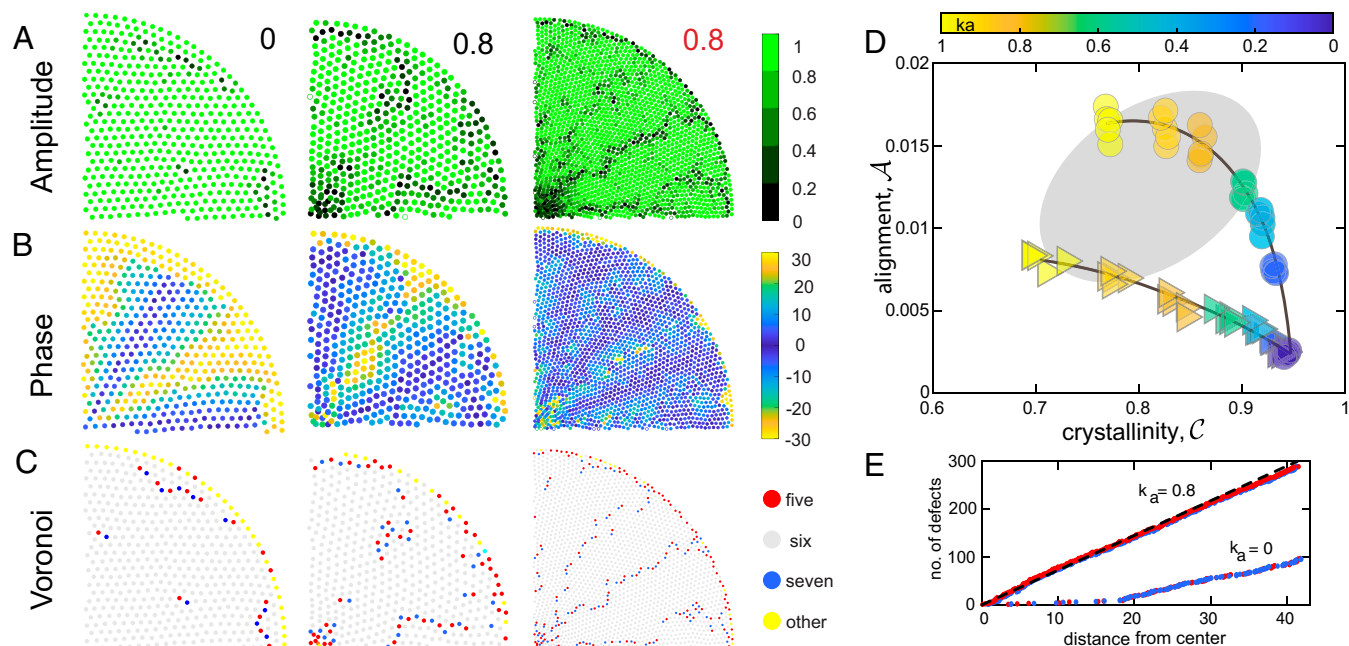 A
Amplitude
0
0.8
0.8
1
0.8
0.6
0.4
0.2
0
B
Phase
30
20
10
0
-10
-20
-30
C
Voronoi
five
six
seven
other
D
ka
1 0.8 0.6 0.4 0.2 0
0.02
0.015
0.01
0.005
0
alignment, 𝒜
0.6 0.7 0.8 0.9 1
crystallinity, 𝒞
E
300
200
100
0
no. of defects
k a = 0.8
k a = 0
0 10 20 30 40
distance from center